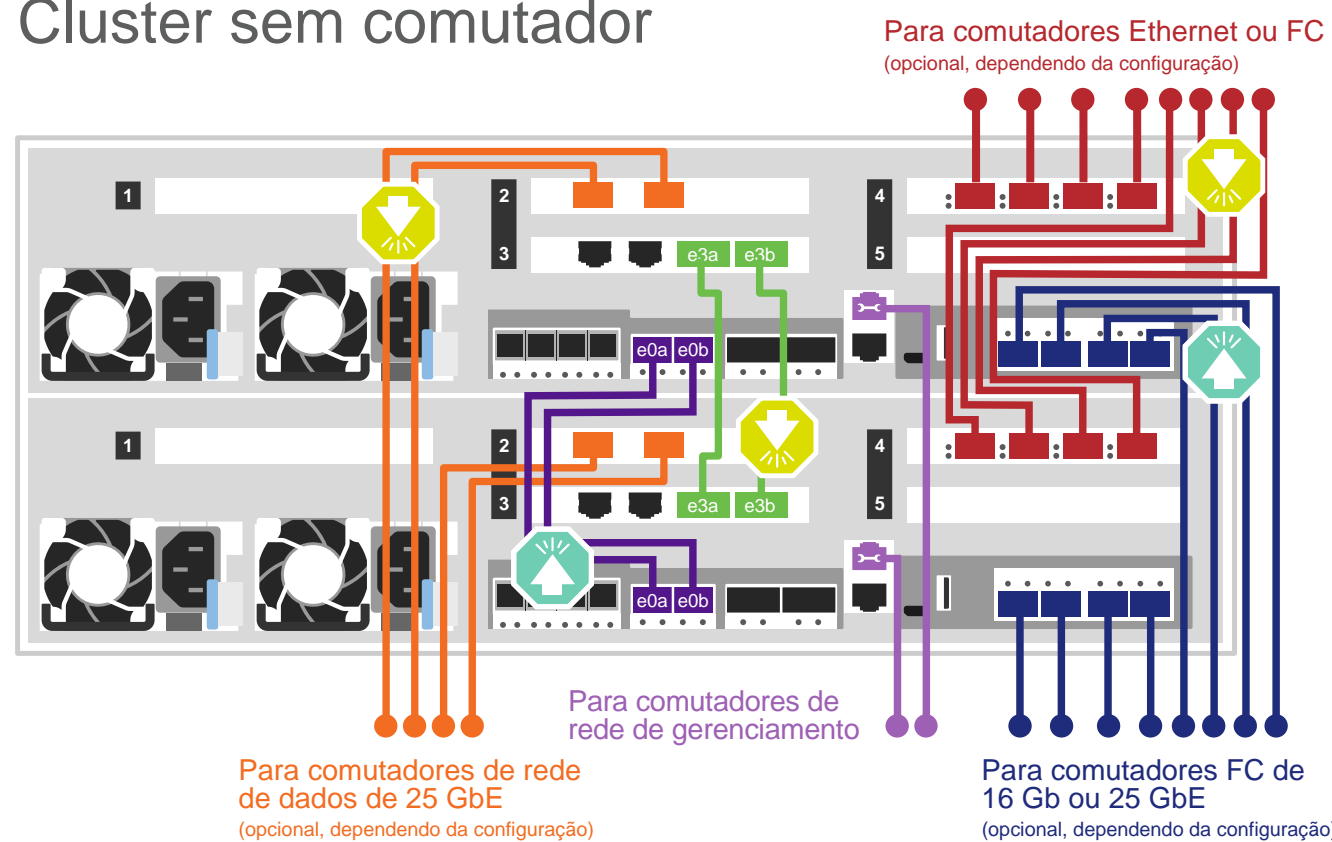 Cluster sem comutador
Para comutadores Ethernet ou FC
(opcional, dependendo da configuração)
1
2
4
3
e3a
e3b
5
e0a
e0b
1
2
4
3
e3a
e3b
5
e0a
e0b
Para comutadores de
rede de gerenciamento
Para comutadores de rede
de dados de 25 GbE
(opcional, dependendo da configuração)
Para comutadores FC de
16 Gb ou 25 GbE
(opcional, dependendo da configuração)